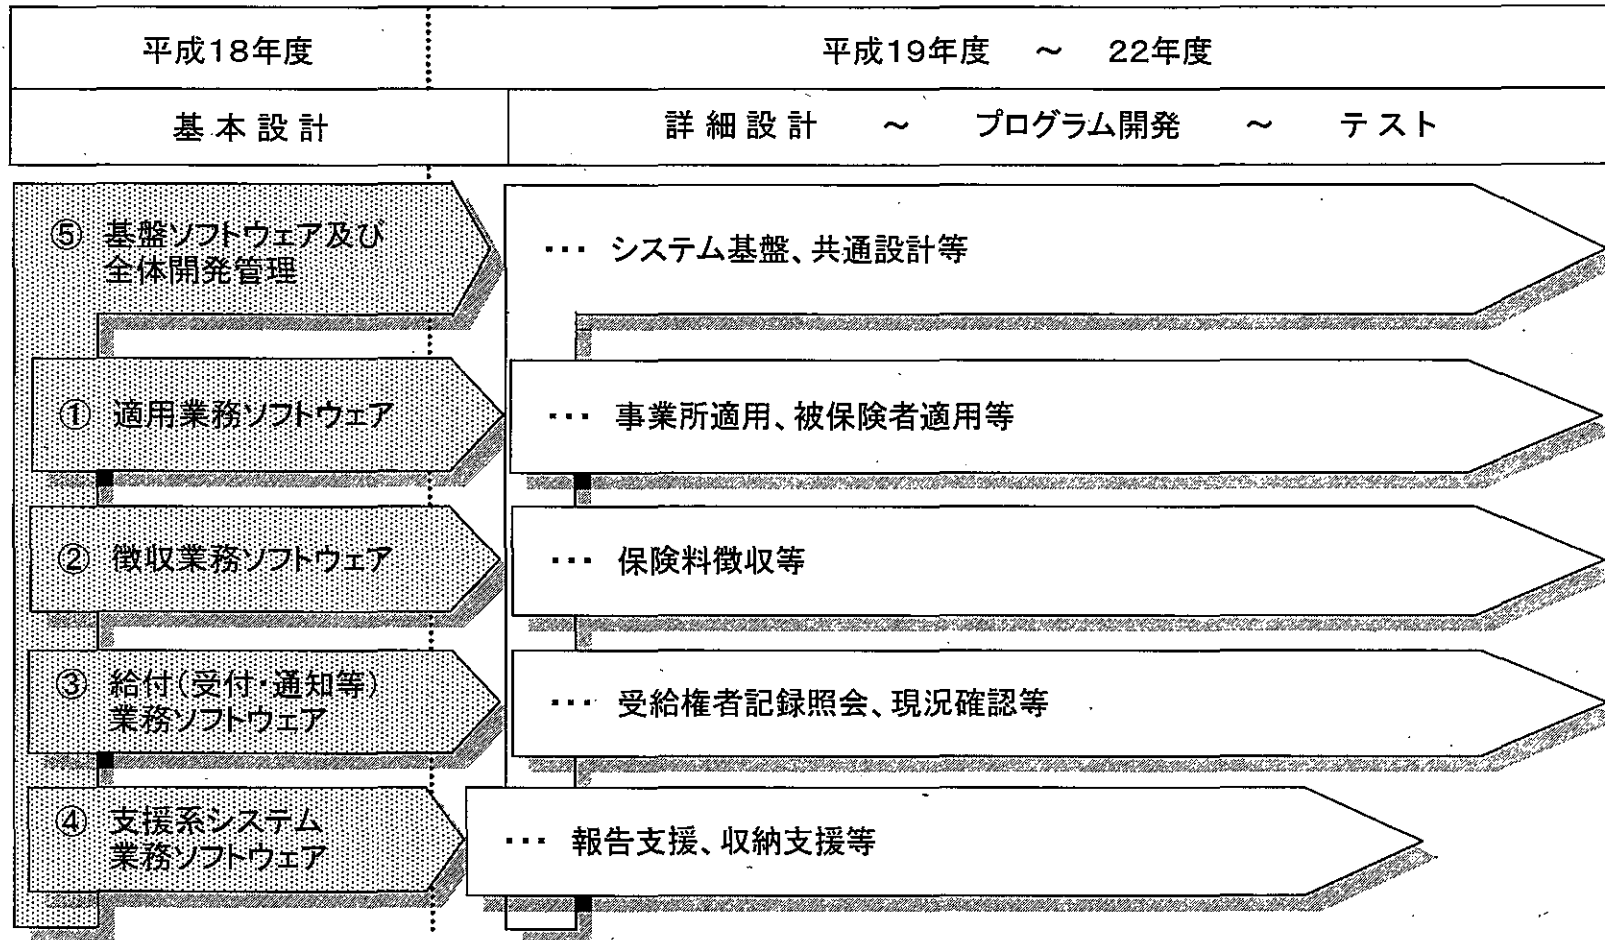 平成18年度
平成19年度 ～ 22年度
基本設計
詳細設計 ～ プログラム開発 ～ テスト
⑤ 基盤ソフトウェア及び
全体開発管理
… システム基盤、共通設計等
① 適用業務ソフトウェア
… 事業所適用、被保険者適用等
② 徴収業務ソフトウェア
… 保険料徴収等
③ 給付(受付・通知等)
業務ソフトウェア
… 受給権者記録照会、現況確認等
④ 支援系システム
業務ソフトウェア
… 報告支援、収納支援等